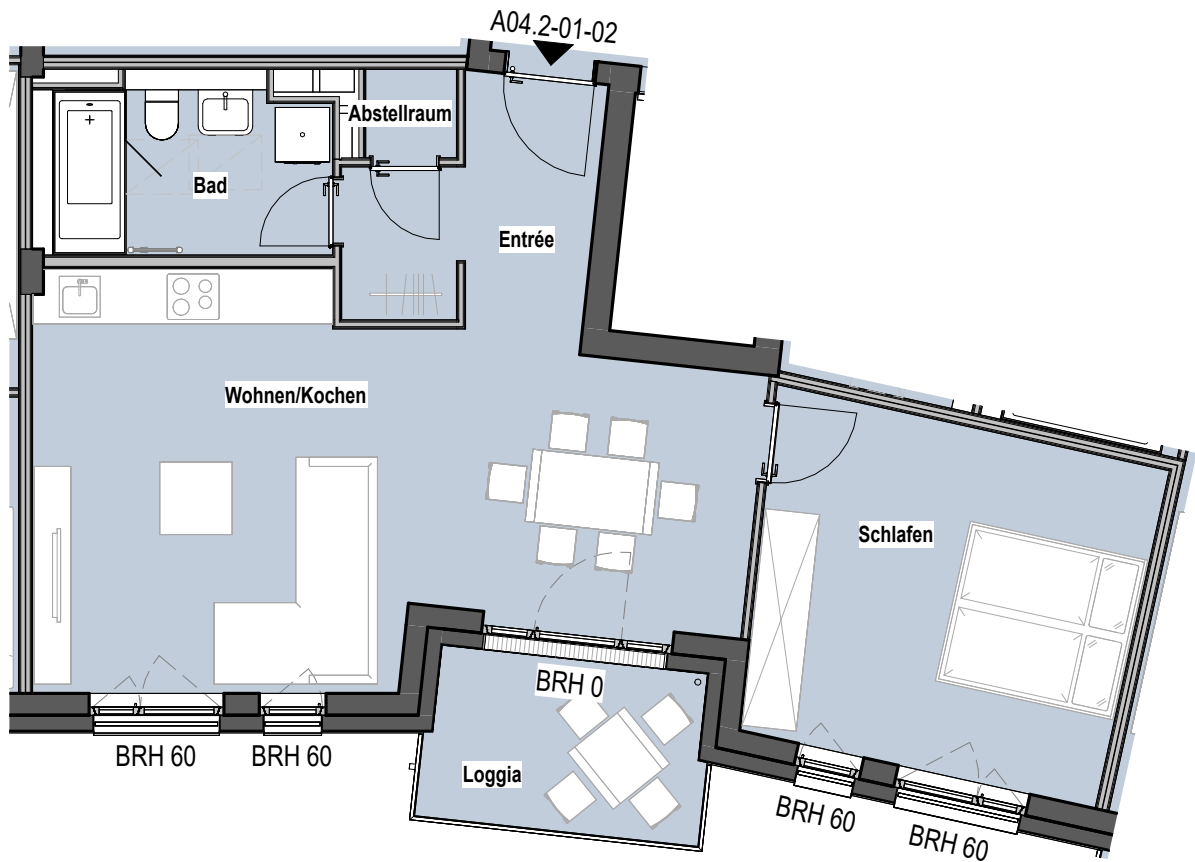 A04.2-01-02
Abstellraum
Bad
Entrée
Wohnen/Kochen
Schlafen
BRH 0
BRH 60
BRH 60
Loggia
BRH 60
BRH 60